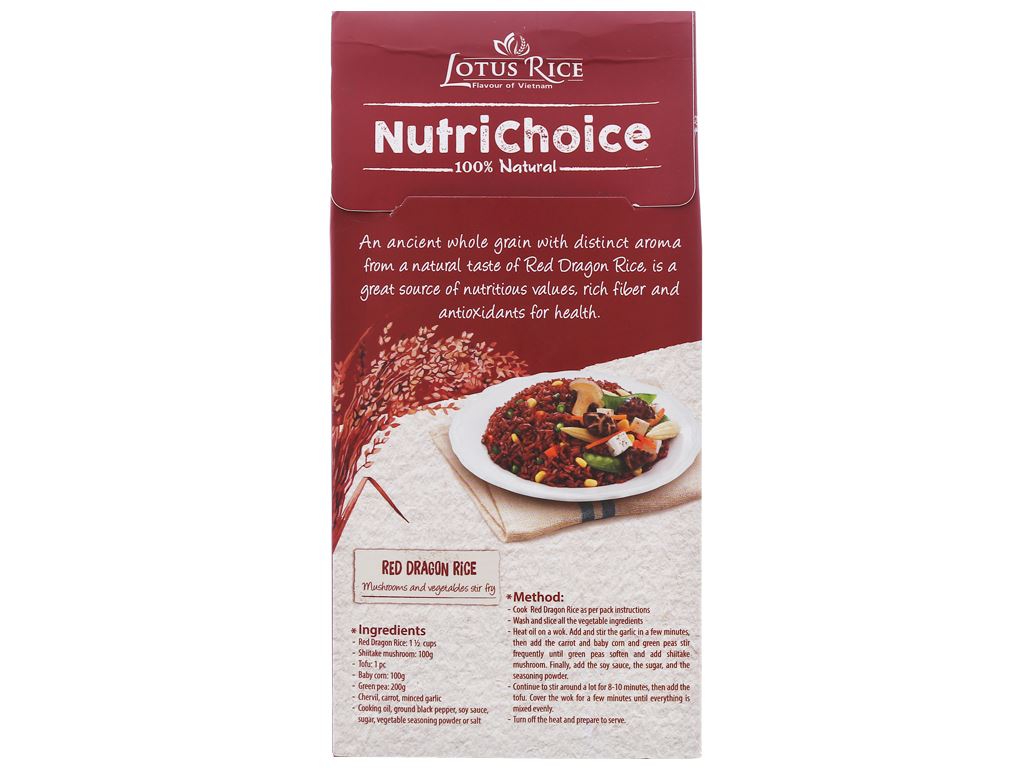 LOTUS RICE
Flavour of Vietnam
NutriChoice
100% Natural
An ancient whole grain with distinct aroma
from a natural taste of Red Dragon Rice, is a
great source of nutritious values, rich fiber and
antioxidants for health.
RED DRAGON RICE
Mushrooms and vegetables stir fry
* Ingredients
- Red Dragon Rice: 1 ½ cups
- Shiitake mushroom: 100g
- Tofu: 1 pc
- Baby corn: 100g
- Green pea: 200g
- Chervil, carrot, minced garlic
- Cooking oil, ground black pepper, soy sauce,
sugar, vegetable seasoning powder or salt
* Method:
- Cook Red Dragon Rice as per pack instructions
- Wash and slice all the vegetable ingredients
- Heat oil on a wok. Add and stir the garlic in a few minutes,
then add the carrot and baby corn and green peas stir
frequently until green peas soften and add shiitake
mushroom. Finally, add the soy sauce, the sugar, and the
seasoning powder.
- Continue to stir around a lot for 8-10 minutes, then add the
tofu. Cover the wok for a few minutes until everything is
mixed evenly.
- Turn off the heat and prepare to serve.